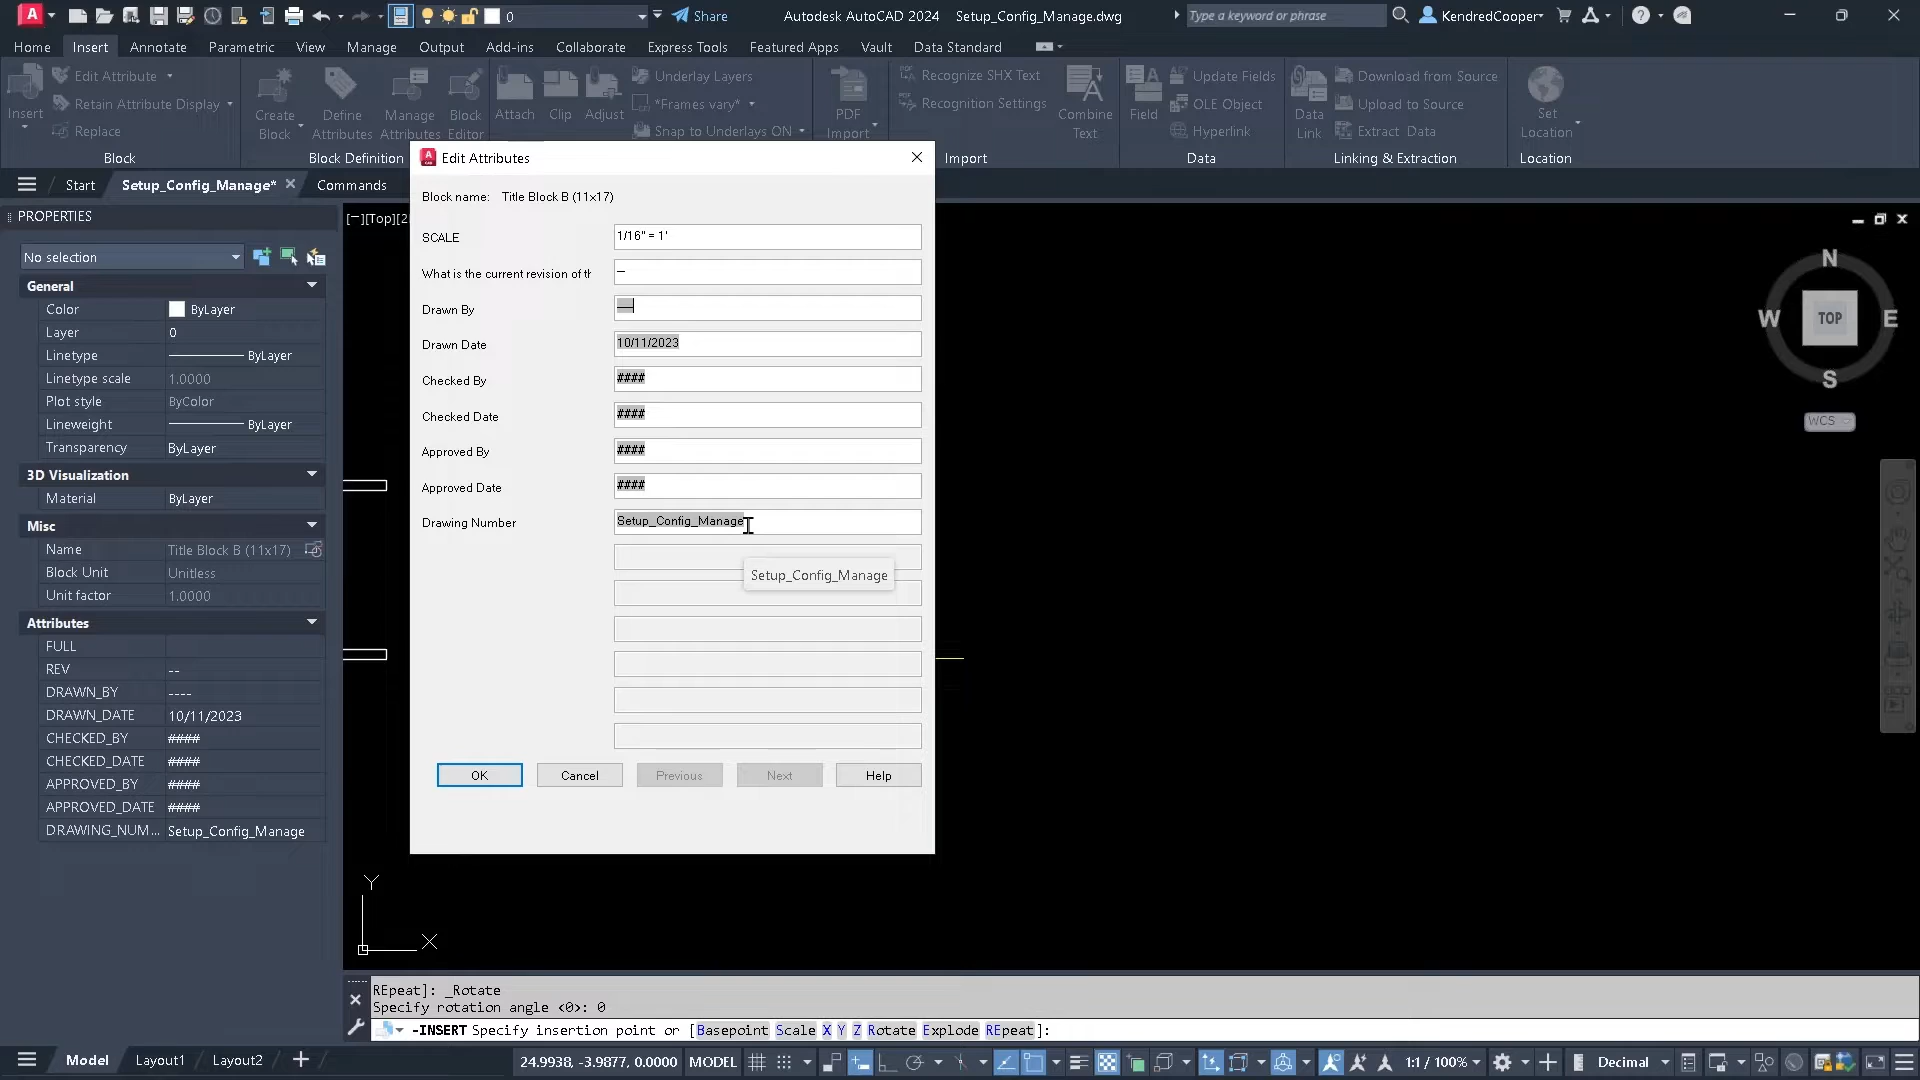 0
Share
Autodesk AutoCAD 2024 Setup_Config_Manage.dwg
Type a keyword or phrase
KendredCooper
Home Insert Annotate Parametric View Manage Output Add-ins Collaborate Express Tools Featured Apps Vault Data Standard
Insert
Edit Attribute
Retain Attribute Display
Replace
Block
Create Block
Define Attributes
Manage Attributes
Block Editor
Block Definition
Attach
Clip
Adjust
Underlay Layers
*Frames vary*
Snap to Underlays ON
PDF Import
Recognize SHX Text
Recognition Settings
Combine Text
Import
Field
Update Fields
OLE Object
Hyperlink
Data
Data Link
Download from Source
Upload to Source
Extract Data
Linking & Extraction
Set Location
Location
Start
Setup_Config_Manage*
Commands
PROPERTIES
No selection
General
Color ByLayer
Layer 0
Linetype ByLayer
Linetype scale 1.0000
Plot style ByColor
Lineweight ByLayer
Transparency ByLayer
3D Visualization
Material ByLayer
Misc
Name Title Block B (11x17)
Block Unit Unitless
Unit factor 1.0000
Attributes
FULL
REV --
DRAWN_BY ----
DRAWN_DATE 10/11/2023
CHECKED_BY ####
CHECKED_DATE ####
APPROVED_BY ####
APPROVED_DATE ####
DRAWING_NUM... Setup_Config_Manage
[−][Top][2
Edit Attributes
Block name: Title Block B (11x17)
SCALE 1/16" = 1'
What is the current revision of th --
Drawn By ----
Drawn Date 10/11/2023
Checked By ####
Checked Date ####
Approved By ####
Approved Date ####
Drawing Number Setup_Config_Manage
Setup_Config_Manage
OK Cancel Previous Next Help
N
W TOP E
S
WCS
Y
X
REpeat]: _Rotate
Specify rotation angle <0>: 0
-INSERT Specify insertion point or [Basepoint Scale X Y Z Rotate Explode REpeat]:
Model Layout1 Layout2
24.9938, -3.9877, 0.0000 MODEL
1:1 / 100%
Decimal